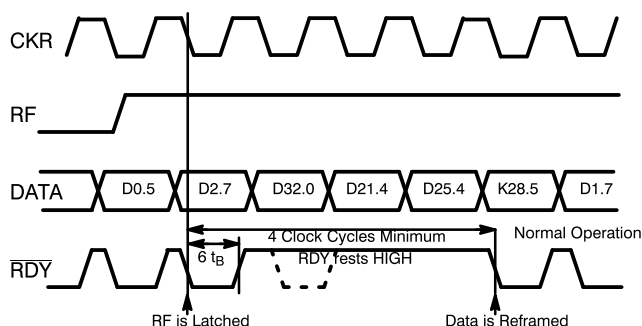 CKR
RF
DATA D0.5 D2.7 D32.0 D21.4 D25.4 K28.5 D1.7
4 Clock Cycles Minimum Normal Operation
RDY 6 tB RDY Tests HIGH
RF is Latched Data is Reframed